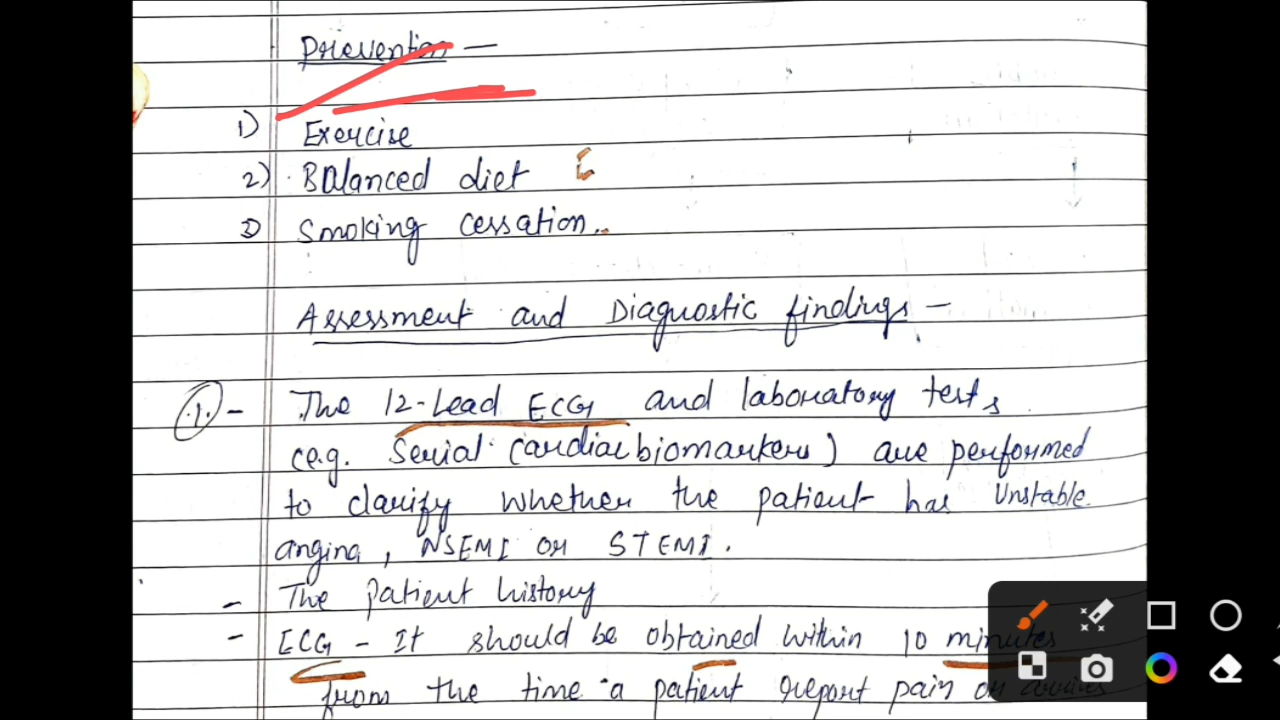 Prevention —
1) Exercise
2) Balanced diet
3) Smoking cessation..
Assessment and Diagnostic findings —
1. - The 12-Lead ECG and laboratory tests
(e.g. Serial Cardiac biomarkers) are performed
to clarify whether the patient has Unstable
angina, NSEMI or STEMI.
- The Patient history
- ECG - It should be obtained within 10 minutes
from the time a patient report pain or